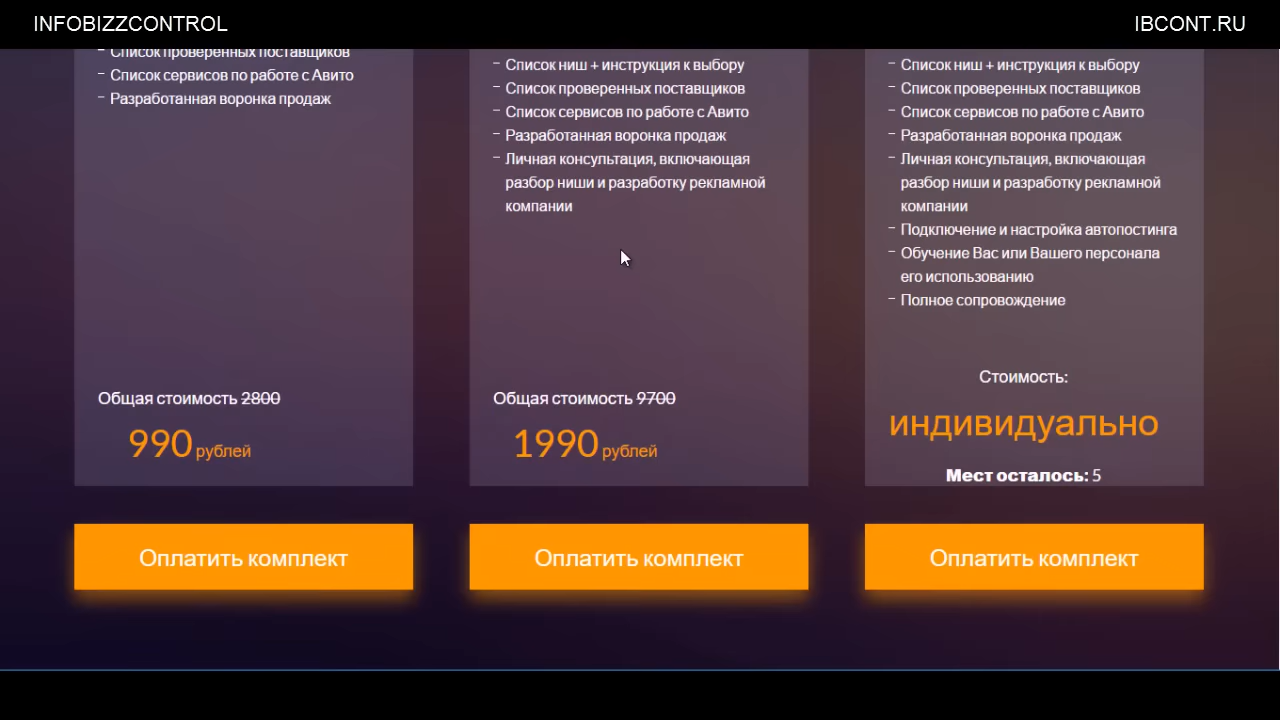 INFOBIZZCONTROL
IBCONT.RU
– Список проверенных поставщиков
– Список сервисов по работе с Авито
– Разработанная воронка продаж
Общая стоимость 2800
990 рублей
Оплатить комплект
– Список ниш + инструкция к выбору
– Список проверенных поставщиков
– Список сервисов по работе с Авито
– Разработанная воронка продаж
– Личная консультация, включающая
разбор ниши и разработку рекламной
компании
Общая стоимость 9700
1990 рублей
Оплатить комплект
– Список ниш + инструкция к выбору
– Список проверенных поставщиков
– Список сервисов по работе с Авито
– Разработанная воронка продаж
– Личная консультация, включающая
разбор ниши и разработку рекламной
компании
– Подключение и настройка автопостинга
– Обучение Вас или Вашего персонала
его использованию
– Полное сопровождение
Стоимость:
индивидуально
Мест осталось: 5
Оплатить комплект